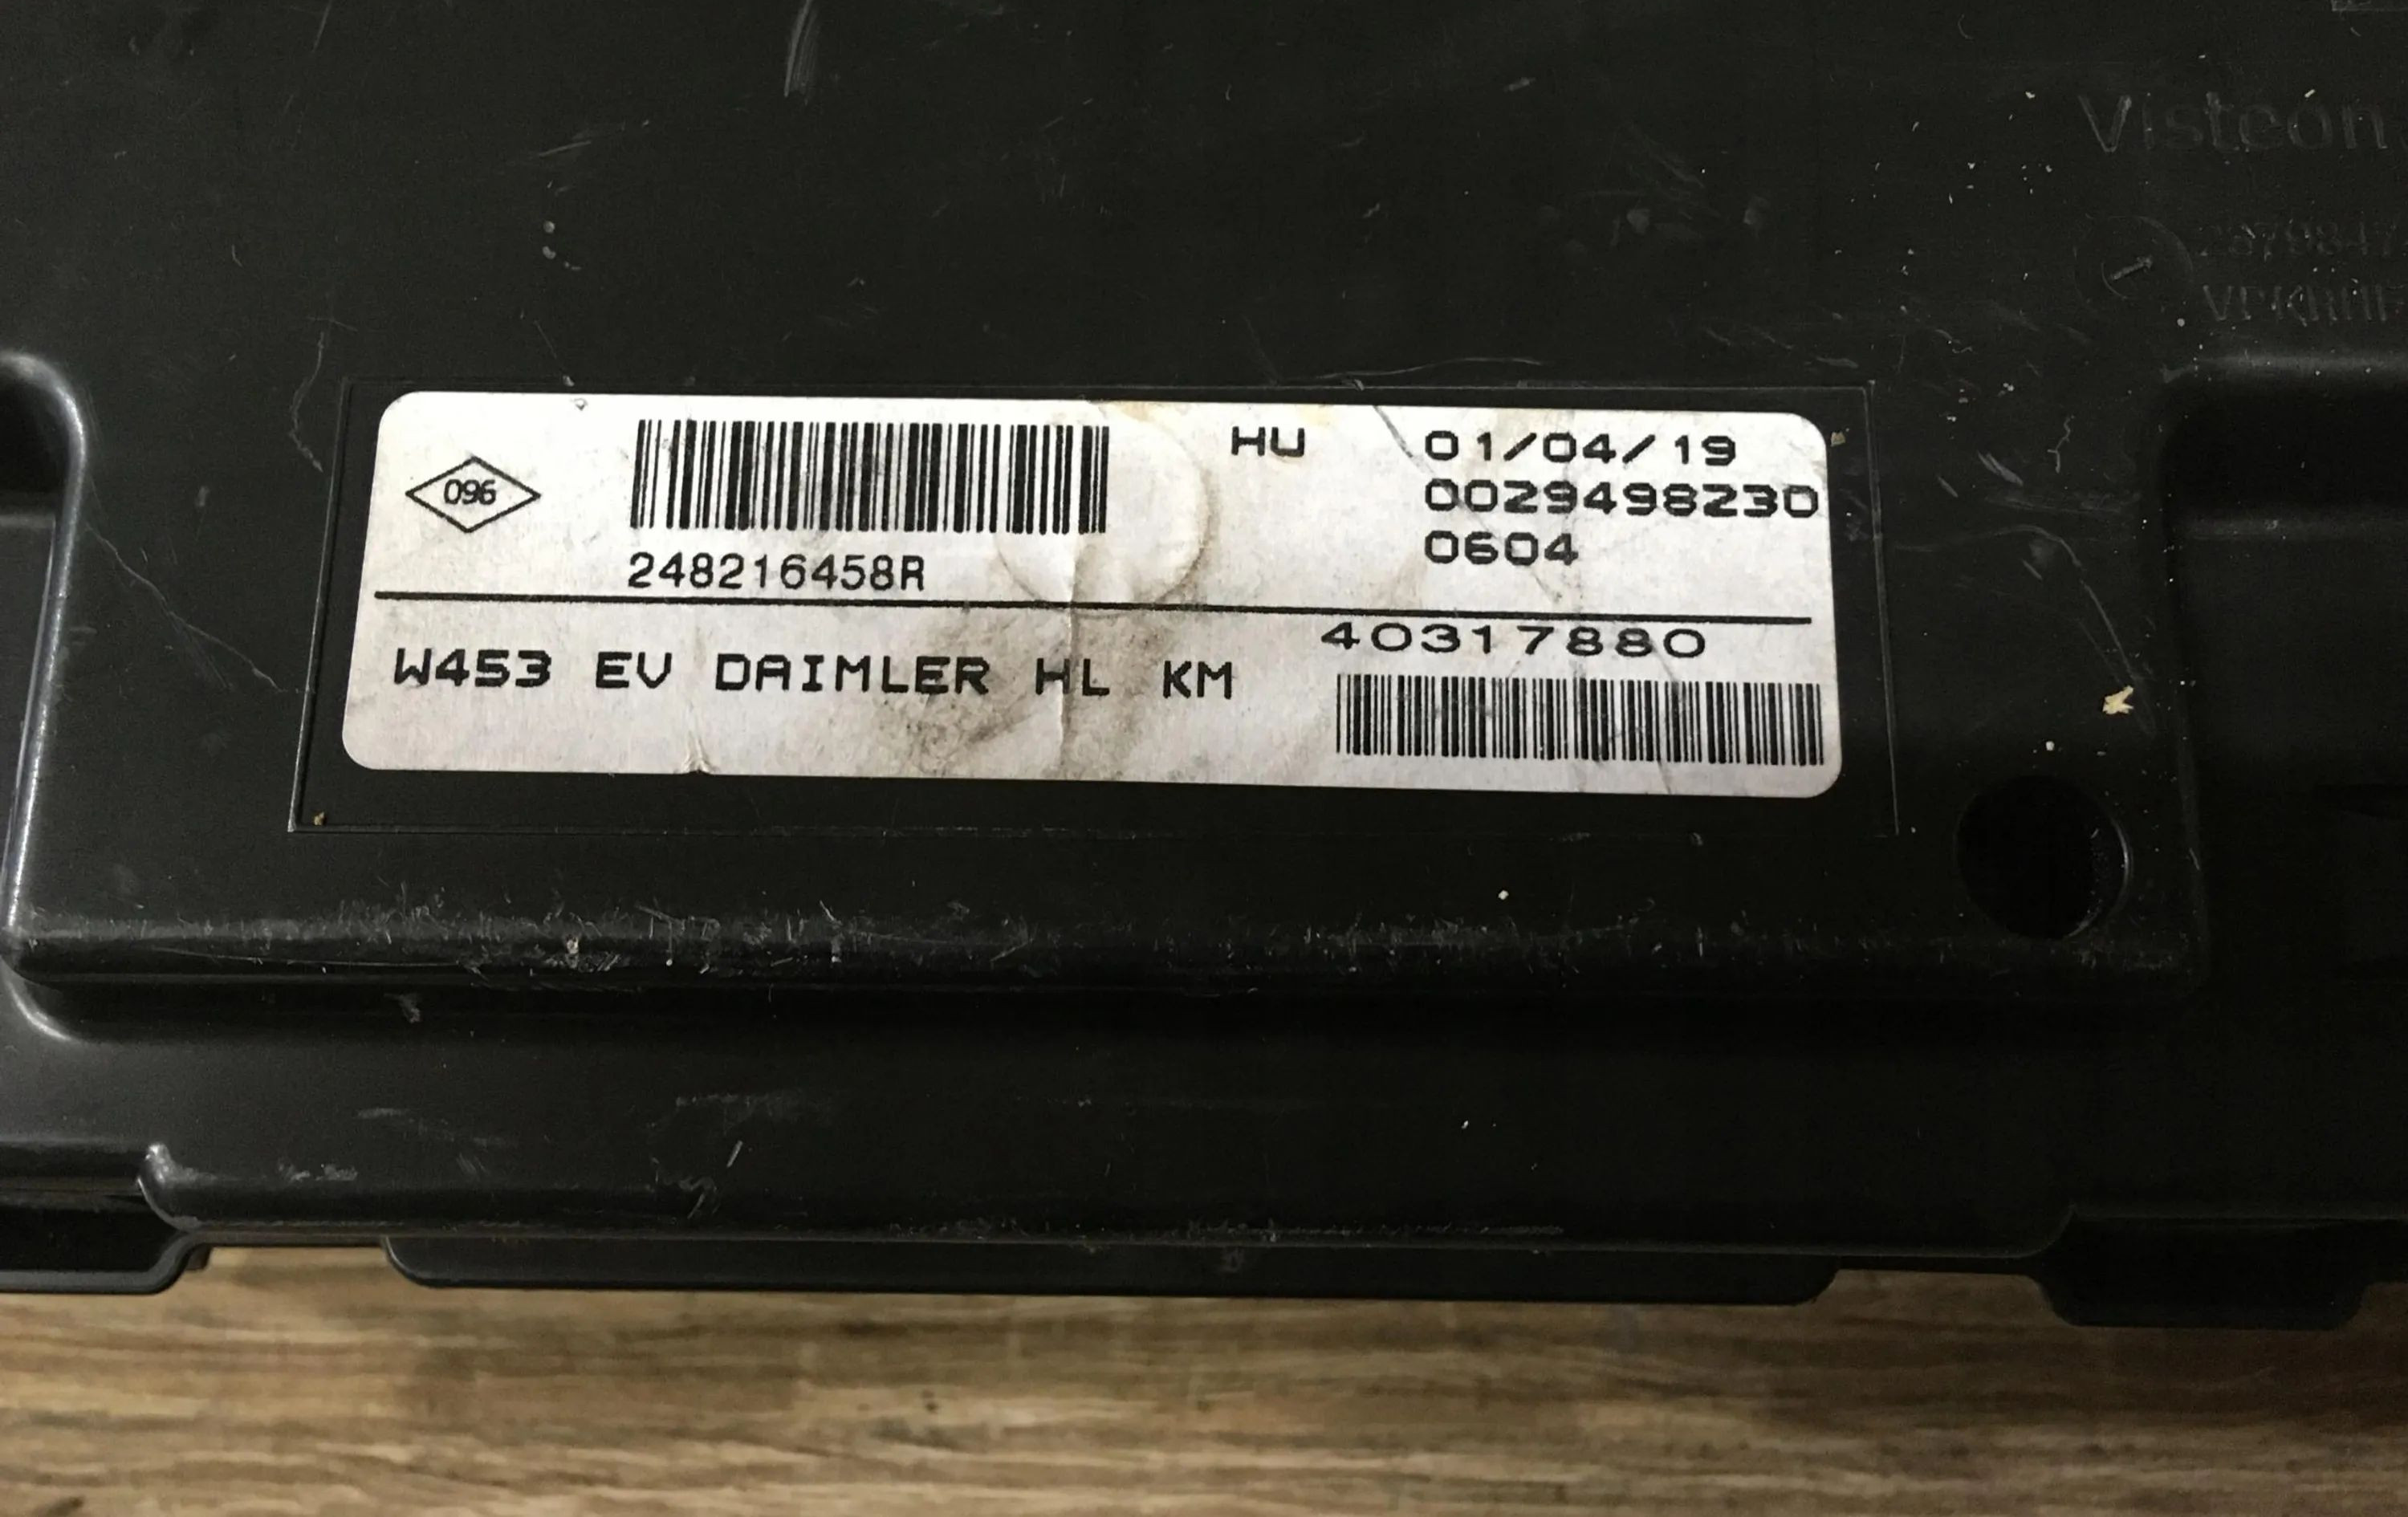 Visteon
096
248216458R
HU 01/04/19
0029498230
0604
W453 EV DAIMLER HL KM
40317880